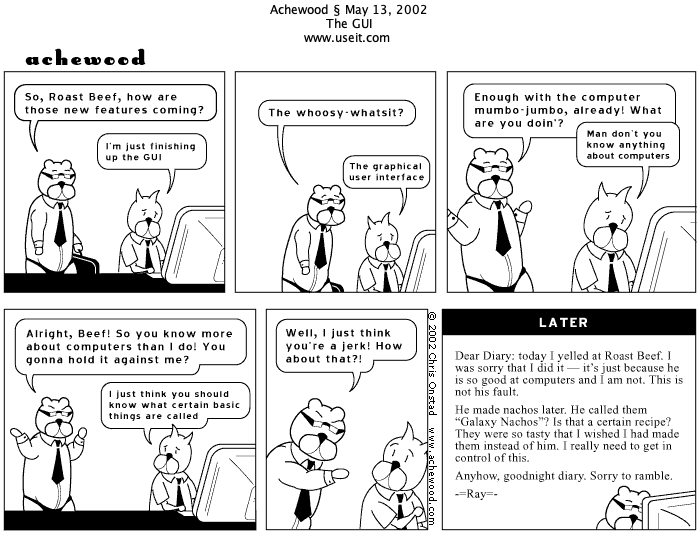 Achewood § May 13, 2002
The GUI
www.useit.com
achewood
So, Roast Beef, how are
those new features coming?
I'm just finishing
up the GUI
The whoosy-whatsit?
The graphical
user interface
Enough with the computer
mumbo-jumbo, already! What
are you doin'?
Man don't you
know anything
about computers
Alright, Beef! So you know more
about computers than I do! You
gonna hold it against me?
I just think you should
know what certain basic
things are called
Well, I just think
you're a jerk! How
about that?!
© 2002 Chris Onstad www.achewood.com
LATER
Dear Diary: today I yelled at Roast Beef. I
was sorry that I did it — it's just because he
is so good at computers and I am not. This is
not his fault.
He made nachos later. He called them
“Galaxy Nachos”? Is that a certain recipe?
They were so tasty that I wished I had made
them instead of him. I really need to get in
control of this.
Anyhow, goodnight diary. Sorry to ramble.
-=Ray=-